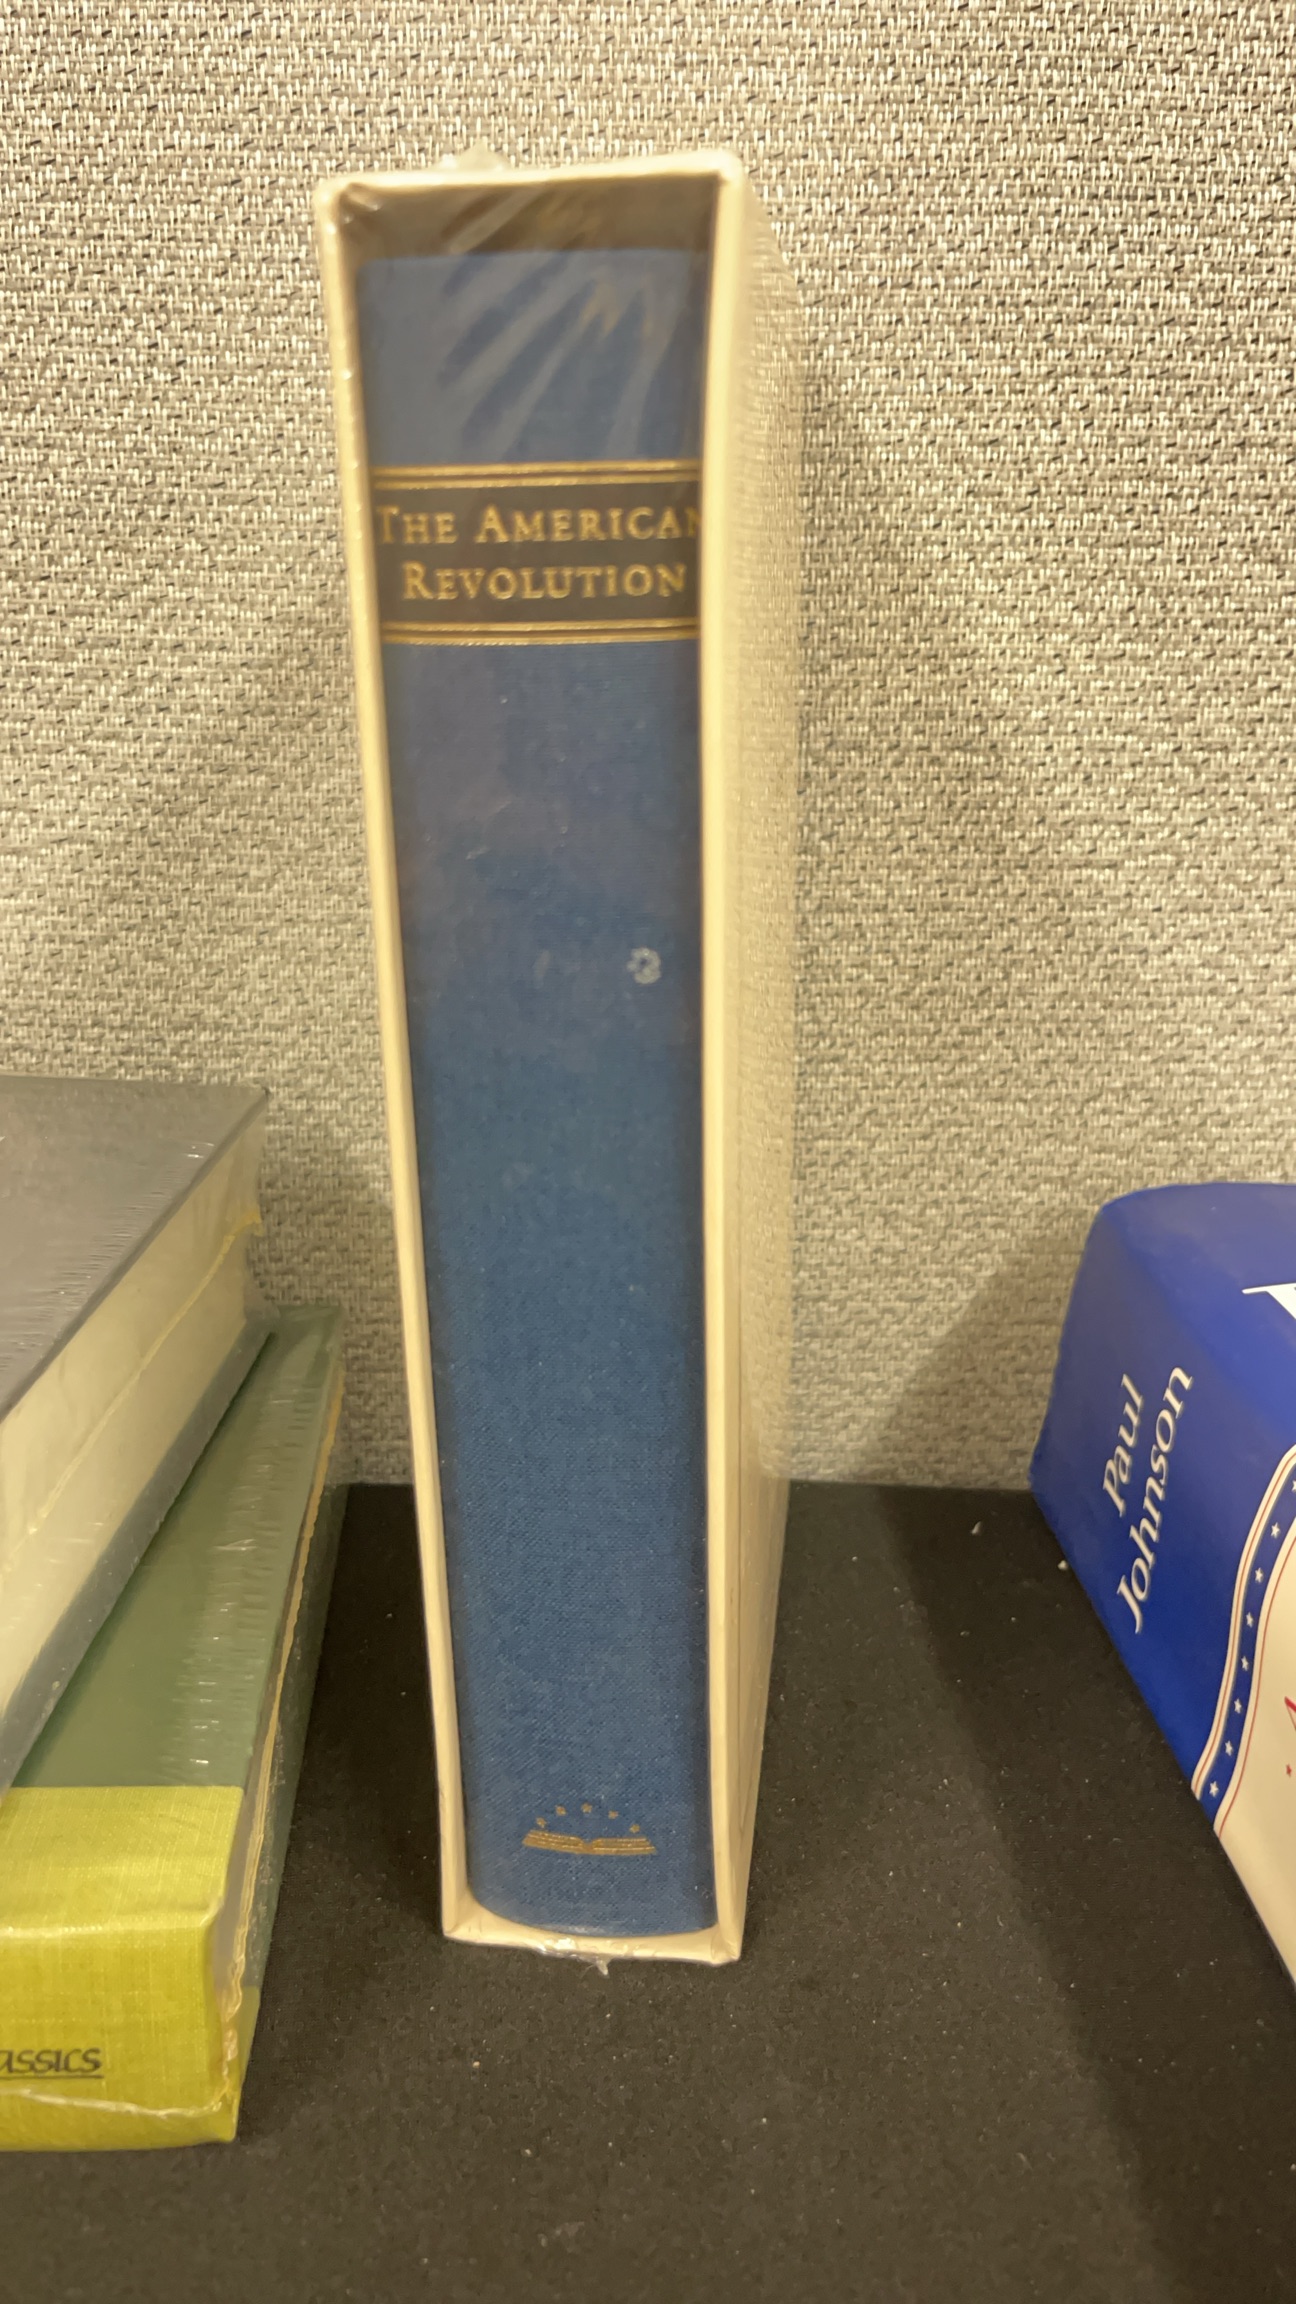 THE AMERICAN
REVOLUTION
Paul
Johnson
ASSICS